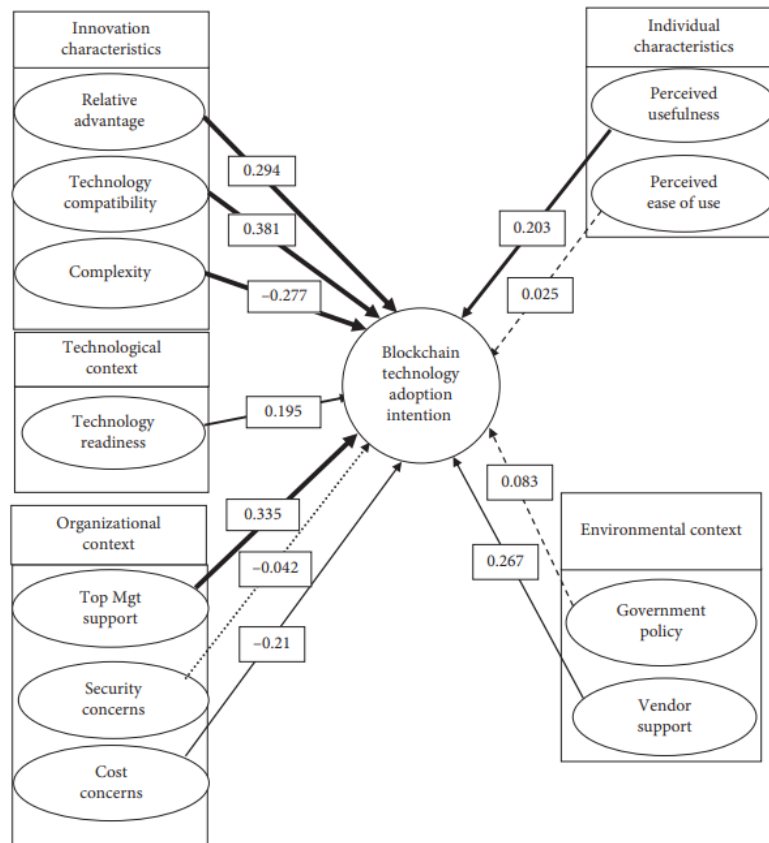 Innovation
characteristics
Relative
advantage
Technology
compatibility
Complexity
Technological
context
Technology
readiness
Organizational
context
Top Mgt
support
Security
concerns
Cost
concerns
0.294
0.381
–0.277
0.195
0.335
–0.042
–0.21
Blockchain
technology
adoption
intention
Individual
characteristics
Perceived
usefulness
Perceived
ease of use
0.203
0.025
0.083
0.267
Environmental context
Government
policy
Vendor
support